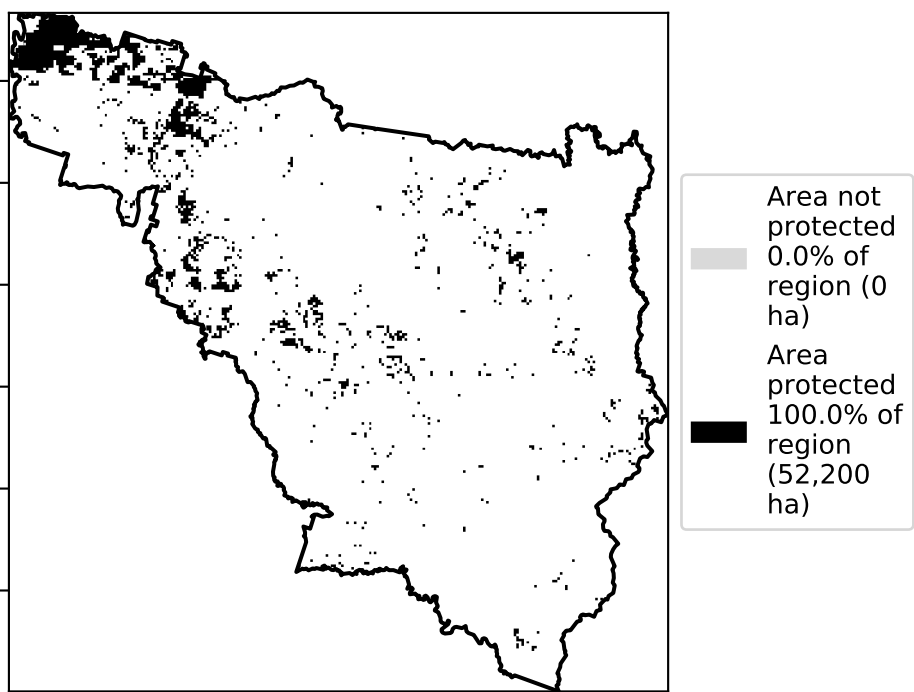 Area not
protected
0.0% of
region (0
ha)
Area
protected
100.0% of
region
(52,200
ha)